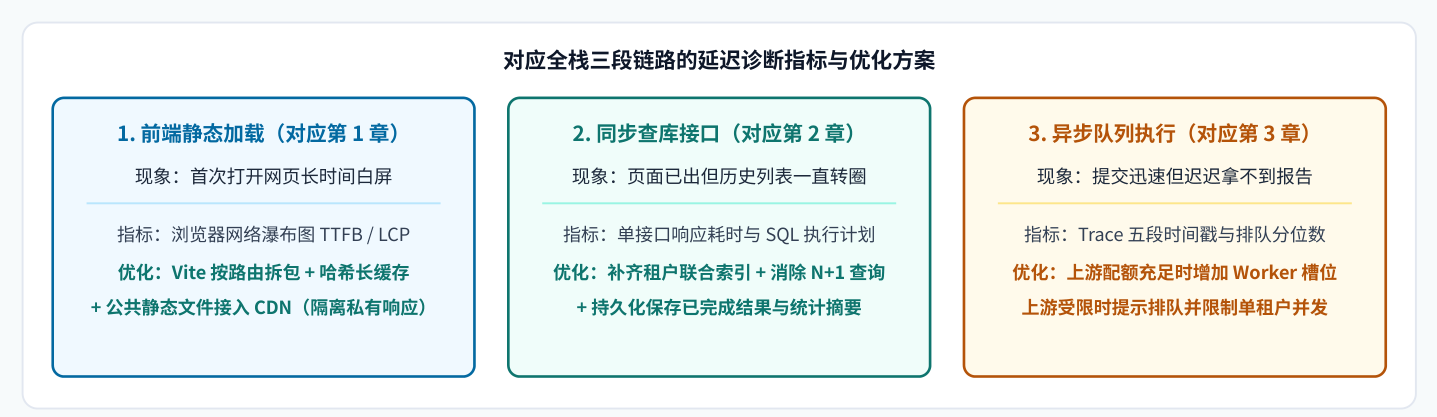 对应全栈三段链路的延迟诊断指标与优化方案
1. 前端静态加载（对应第 1 章）
现象：首次打开网页长时间白屏
指标：浏览器网络瀑布图 TTFB / LCP
优化：Vite 按路由拆包 + 哈希长缓存
+ 公共静态文件接入 CDN（隔离私有响应）
2. 同步查库接口（对应第 2 章）
现象：页面已出但历史列表一直转圈
指标：单接口响应耗时与 SQL 执行计划
优化：补齐租户联合索引 + 消除 N+1 查询
+ 持久化保存已完成结果与统计摘要
3. 异步队列执行（对应第 3 章）
现象：提交迅速但迟迟拿不到报告
指标：Trace 五段时间戳与排队分位数
优化：上游配额充足时增加 Worker 槽位
上游受限时提示排队并限制单租户并发